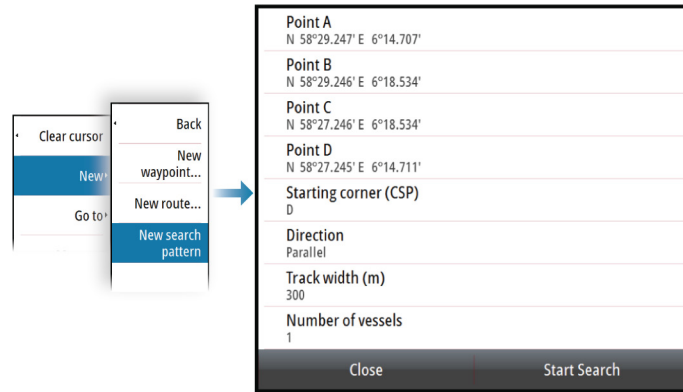 Clear cursor
New
Go to
Back
New
waypoint...
New route...
New search
pattern
Point A
N 58°29.247' E 6°14.707'
Point B
N 58°29.246' E 6°18.534'
Point C
N 58°27.246' E 6°18.534'
Point D
N 58°27.245' E 6°14.711'
Starting corner (CSP)
D
Direction
Parallel
Track width (m)
300
Number of vessels
1
Close
Start Search